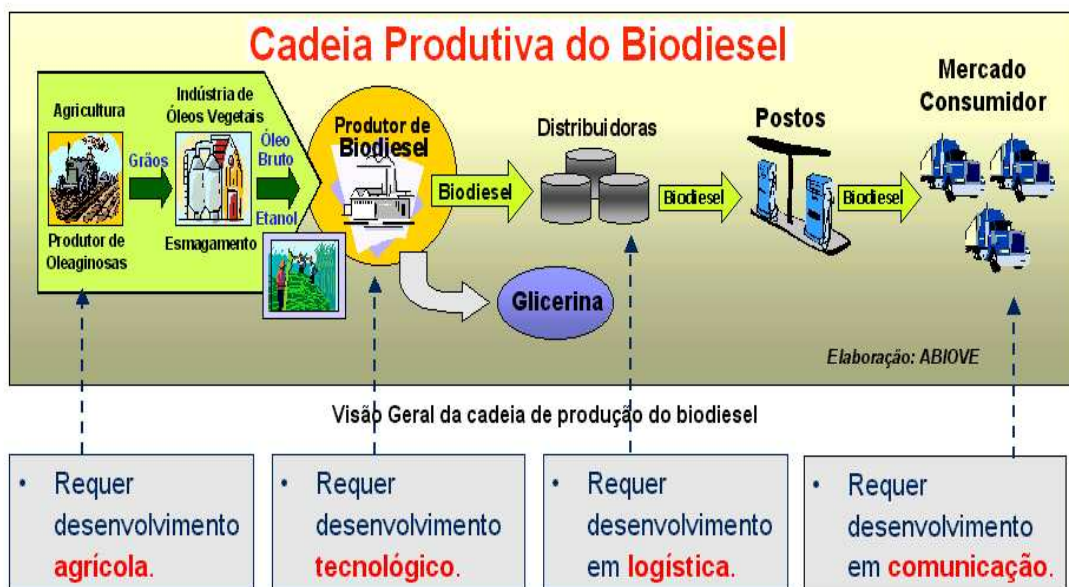 Cadeia Produtiva do Biodiesel
Agricultura
Grãos
Produtor de
Oleaginosas
Indústria de
Óleos Vegetais
Esmagamento
Óleo
Bruto
Etanol
Produtor de
Biodiesel
Biodiesel
Glicerina
Distribuidoras
Biodiesel
Postos
Biodiesel
Mercado
Consumidor
Elaboração: ABIOVE
Visão Geral da cadeia de produção do biodiesel
• Requer
desenvolvimento
agrícola.
• Requer
desenvolvimento
tecnológico.
• Requer
desenvolvimento
em logística.
• Requer
desenvolvimento
em comunicação.